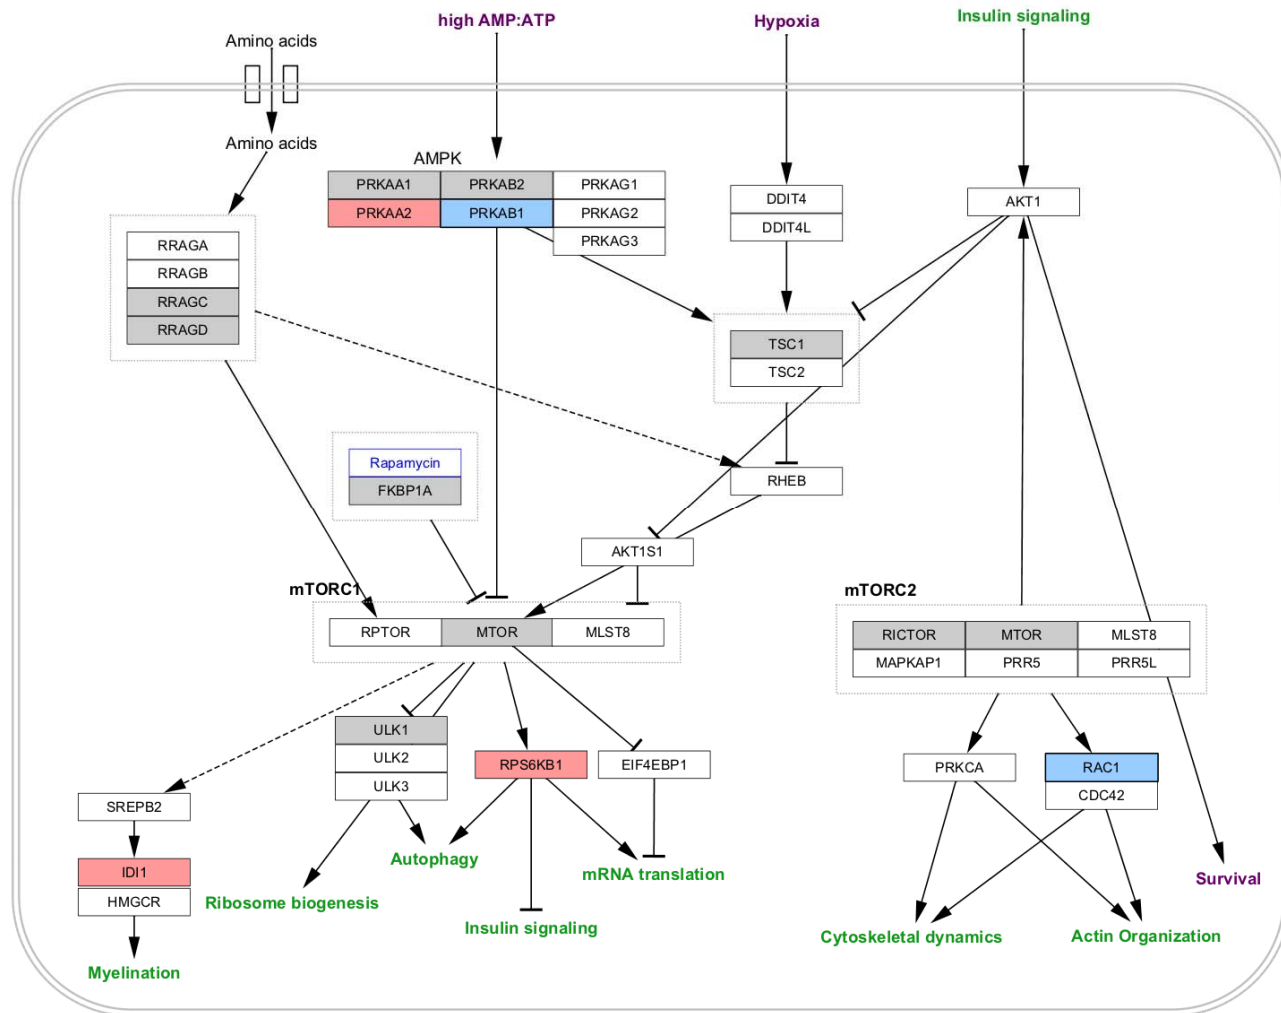 Insulin signaling
high AMP:ATP
Hypoxia
Amino acids
Amino acids
AMPK
PRKAA1 PRKAB2 PRKAG1
PRKAA2 PRKAB1 PRKAG2
PRKAG3
DDIT4
DDIT4L
AKT1
RRAGA
RRAGB
RRAGC
RRAGD
TSC1
TSC2
Rapamycin
FKBP1A
RHEB
AKT1S1
mTORC1
RPTOR MTOR MLST8
mTORC2
RICTOR MTOR MLST8
MAPKAP1 PRR5 PRR5L
ULK1
ULK2
ULK3
RPS6KB1
EIF4EBP1
PRKCA
RAC1
CDC42
SREPB2
IDI1
HMGCR
Autophagy
mRNA translation
Survival
Ribosome biogenesis
Insulin signaling
Cytoskeletal dynamics
Actin Organization
Myelination